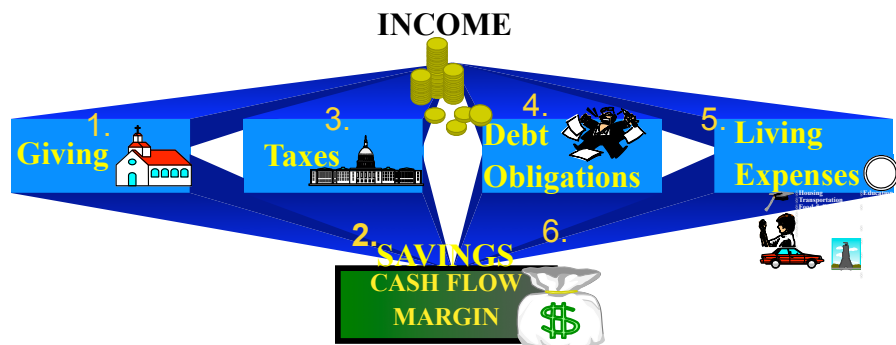 INCOME
1.
Giving
3.
Taxes
4.
Debt
Obligations
5.
Living
Expenses
Housing
Transportation
2.
SAVINGS
6.
CASH FLOW
MARGIN
$